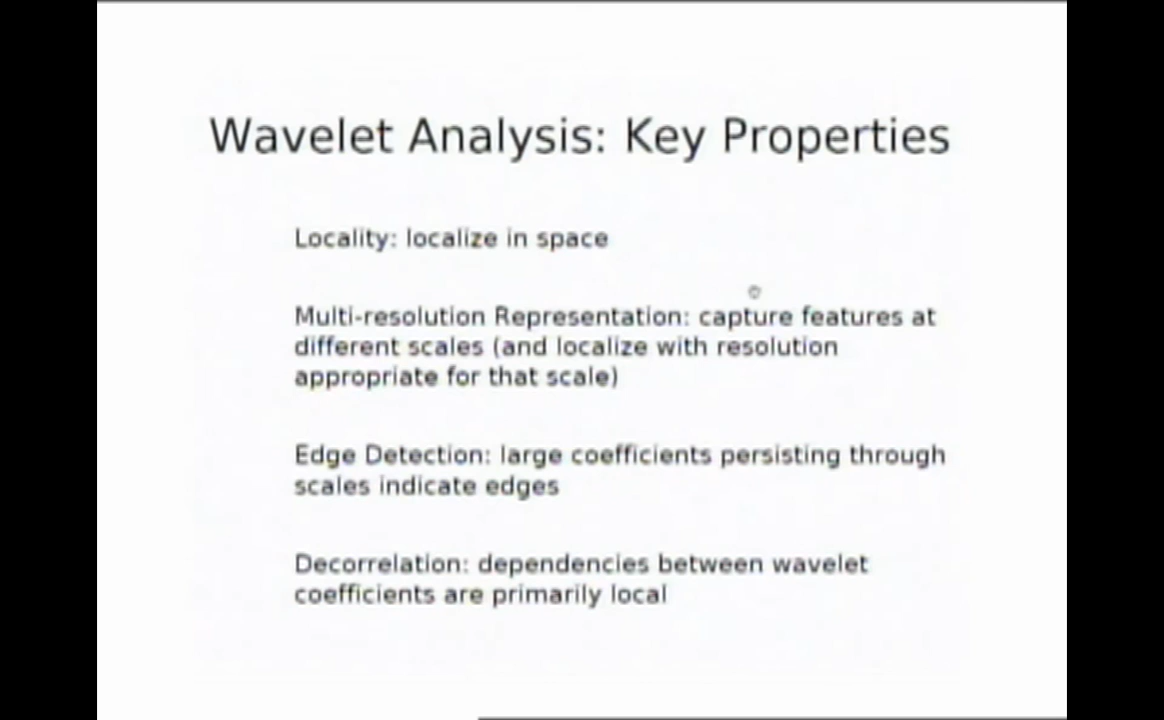 Wavelet Analysis: Key Properties
Locality: localize in space
Multi-resolution Representation: capture features at
different scales (and localize with resolution
appropriate for that scale)
Edge Detection: large coefficients persisting through
scales indicate edges
Decorrelation: dependencies between wavelet
coefficients are primarily local